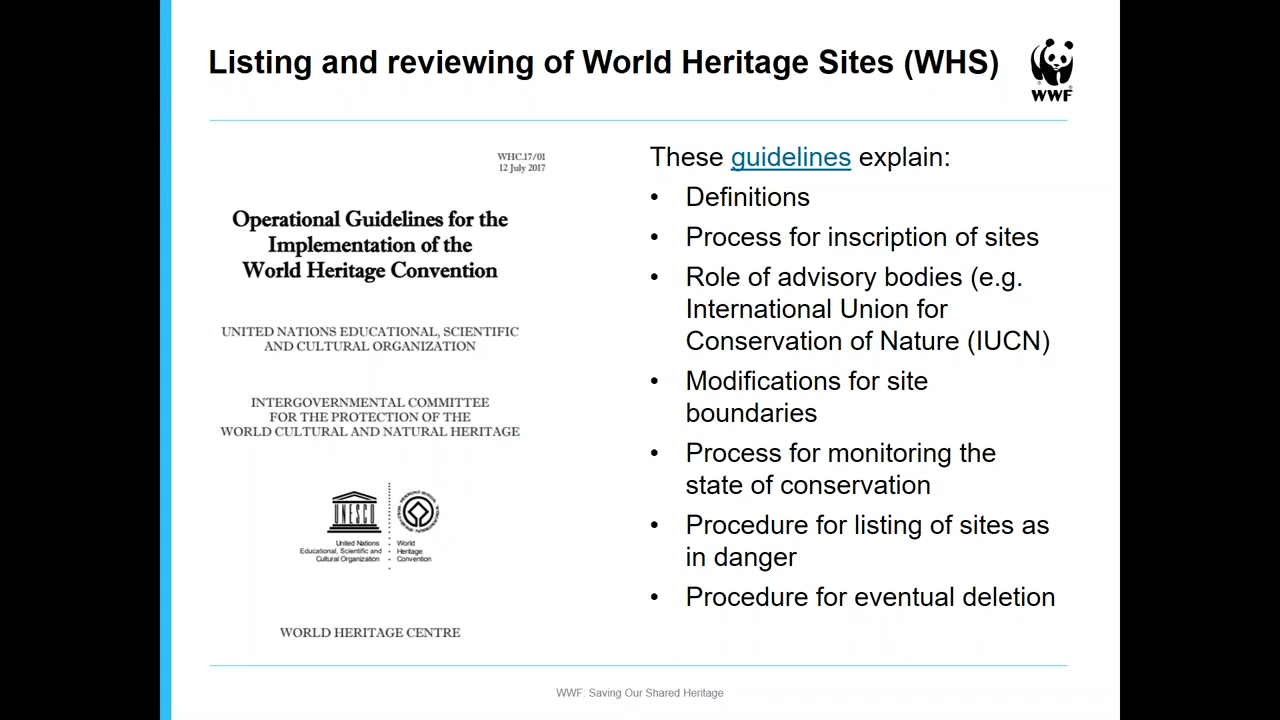 Listing and reviewing of World Heritage Sites (WHS)
WWF
WHC.17/01
12 July 2017
Operational Guidelines for the
Implementation of the
World Heritage Convention
UNITED NATIONS EDUCATIONAL, SCIENTIFIC
AND CULTURAL ORGANIZATION
INTERGOVERNMENTAL COMMITTEE
FOR THE PROTECTION OF THE
WORLD CULTURAL AND NATURAL HERITAGE
UNESCO
United Nations
Educational, Scientific and
Cultural Organization
World
Heritage
Convention
WORLD HERITAGE CENTRE
These guidelines explain:
• Definitions
• Process for inscription of sites
• Role of advisory bodies (e.g.
International Union for
Conservation of Nature (IUCN)
• Modifications for site
boundaries
• Process for monitoring the
state of conservation
• Procedure for listing of sites as
in danger
• Procedure for eventual deletion
WWF: Saving Our Shared Heritage